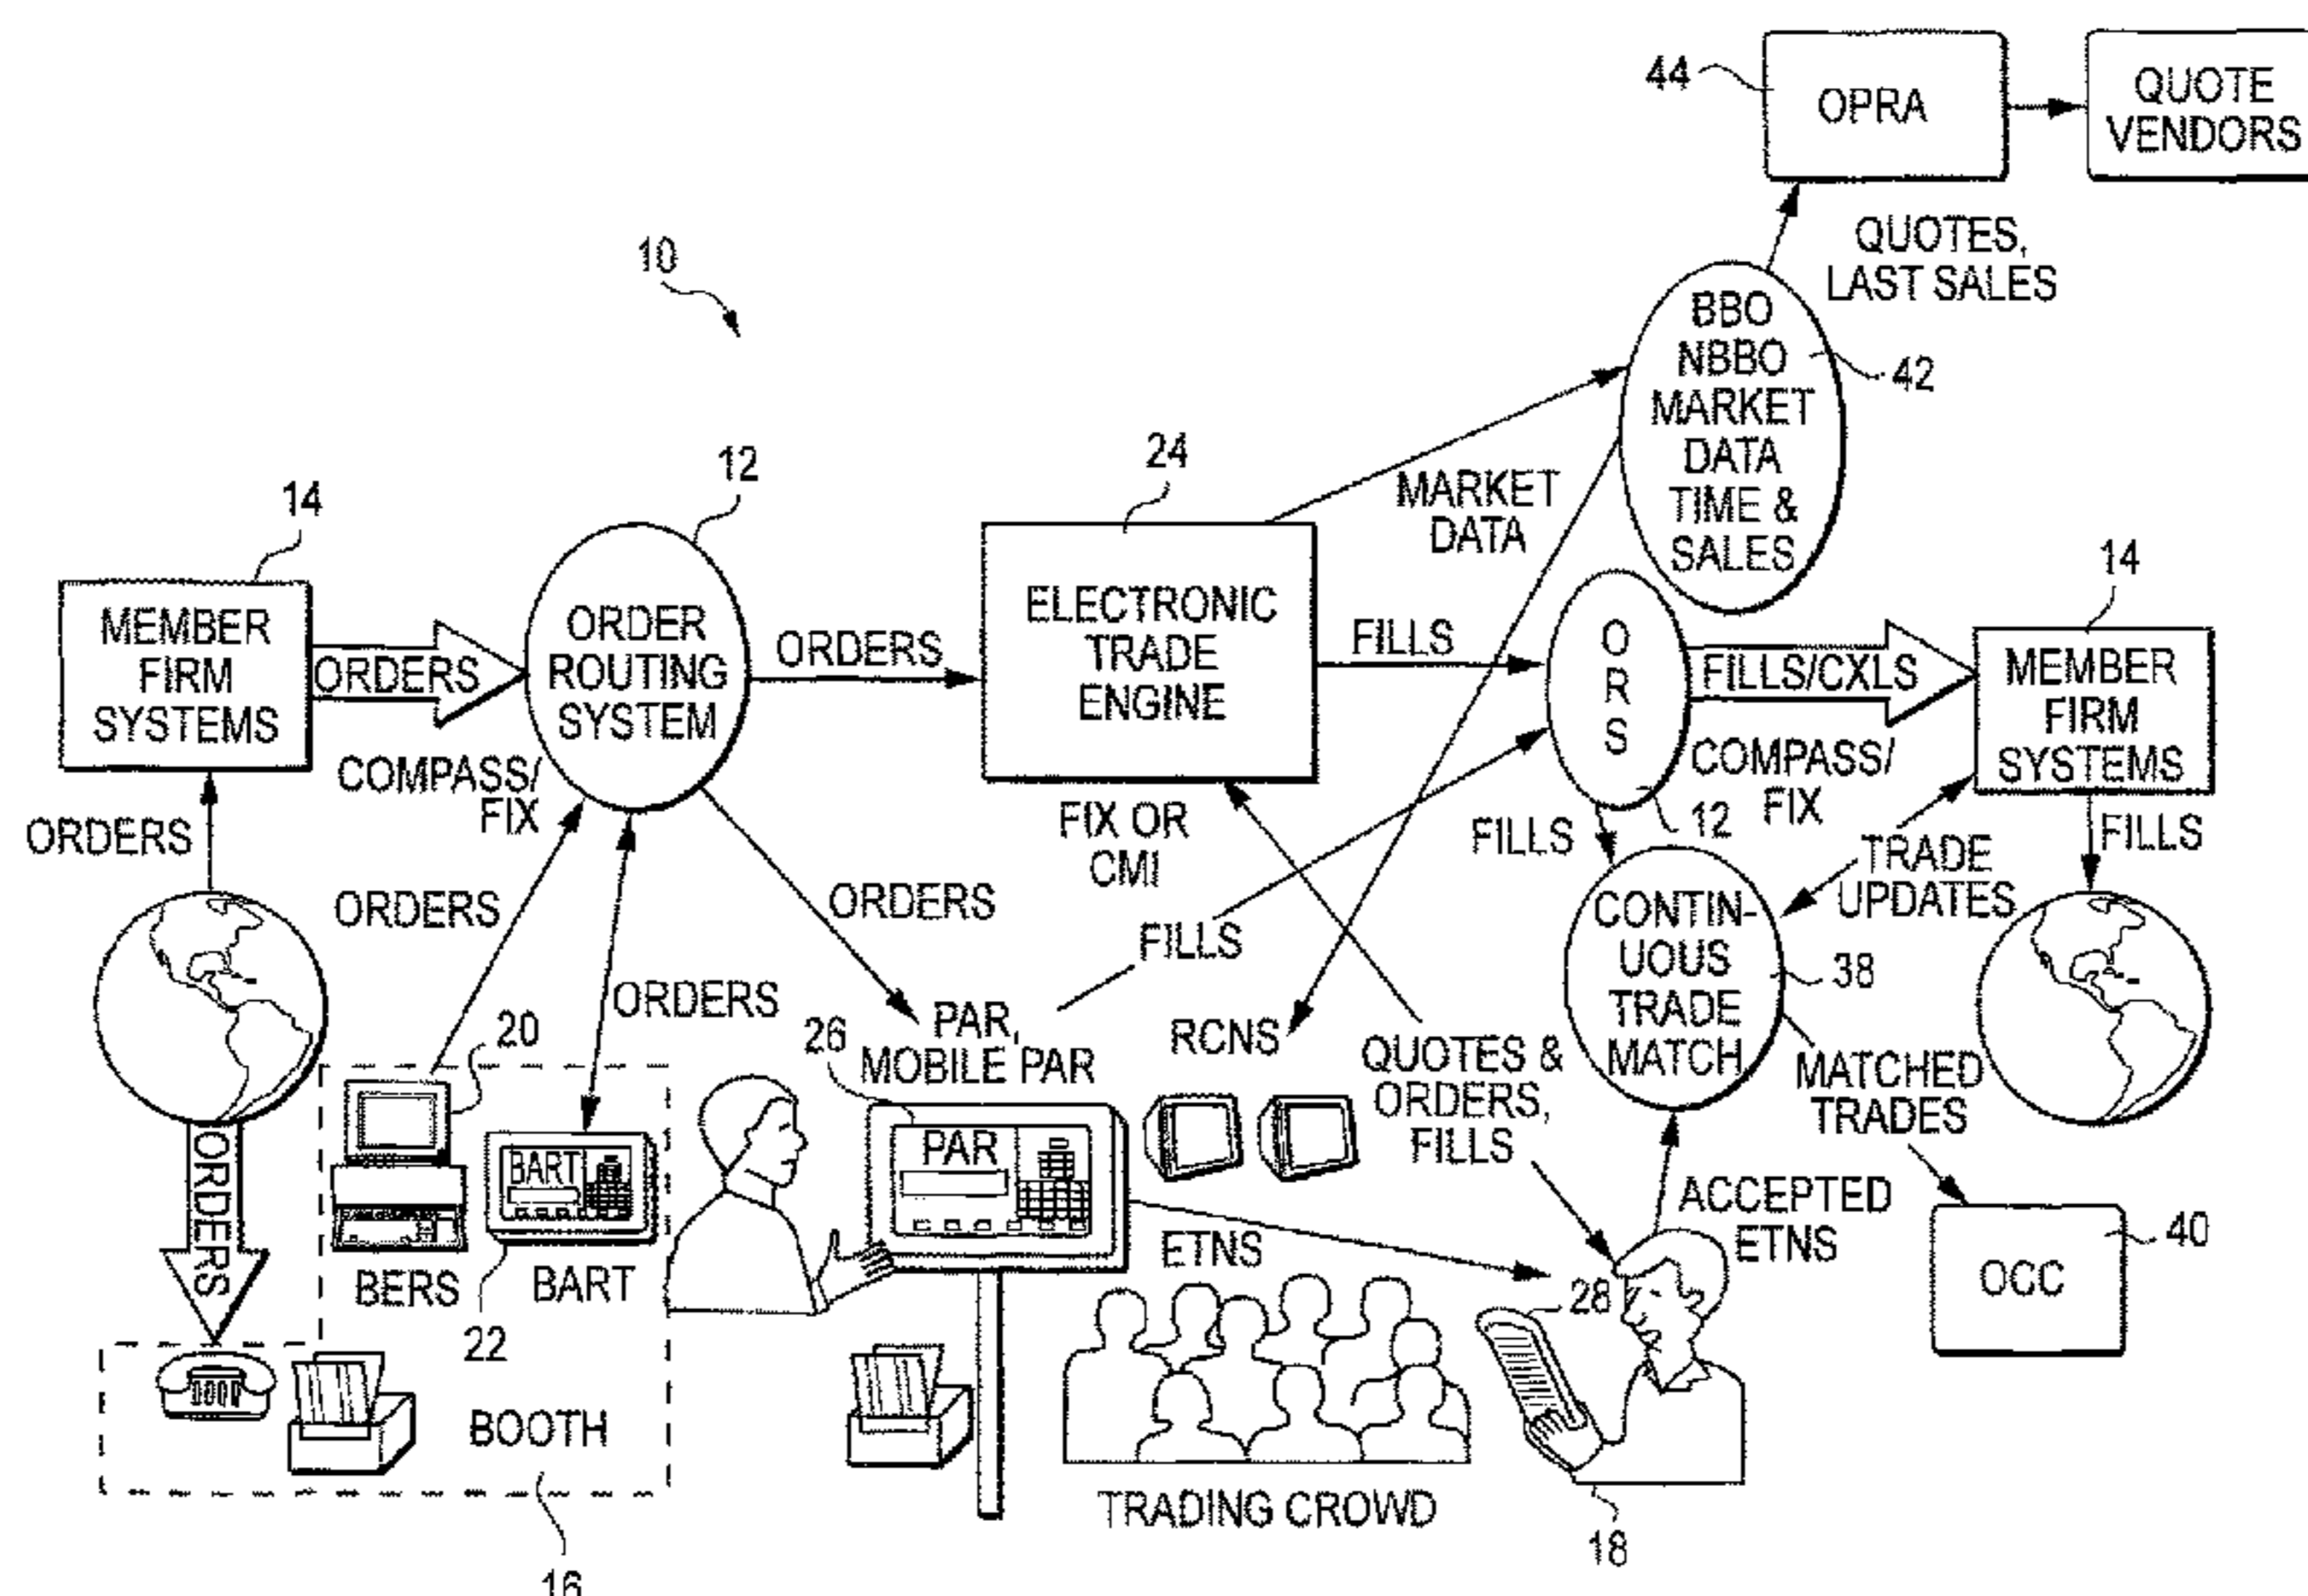 44
OPRA
QUOTE
VENDORS
QUOTES,
LAST SALES
10
BBO
NBBO
MARKET
DATA
TIME &
SALES
42
MARKET
DATA
14
MEMBER
FIRM
SYSTEMS
ORDERS
COMPASS/
FIX
12
ORDER
ROUTING
SYSTEM
ORDERS
24
ELECTRONIC
TRADE
ENGINE
FIX OR
CMI
FILLS
O
R
S
12
FILLS/CXLS
COMPASS/
FIX
14
MEMBER
FIRM
SYSTEMS
FILLS
FILLS
TRADE
UPDATES
ORDERS
ORDERS
ORDERS
ORDERS
FILLS
CONTIN-
UOUS
TRADE
MATCH
38
MATCHED
TRADES
20
26
PAR,
MOBILE PAR
RCNS
QUOTES &
ORDERS,
FILLS
ORDERS
BART
PAR
BERS
BART
22
ETNS
ACCEPTED
ETNS
40
OCC
28
BOOTH
TRADING CROWD
16
18